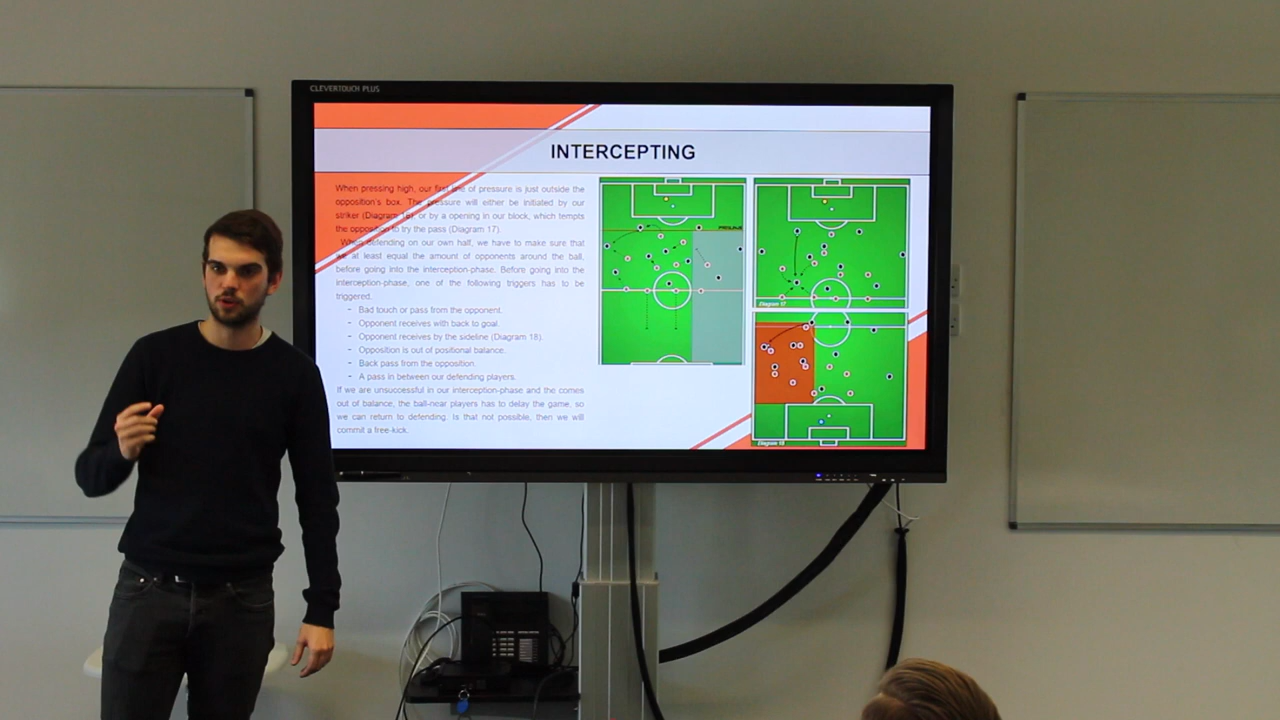 CLEVERTOUCH PLUS
INTERCEPTING
When pressing high, our first line of pressure is just outside the
opposition's box. The pressure will either be initiated by our
striker (Diagram 16) or by a opening in our block, which tempts
the opposition to try the pass (Diagram 17).
When defending on our own half, we have to make sure that
we at least equal the amount of opponents around the ball,
before going into the interception-phase. Before going into the
interception-phase, one of the following triggers has to be
triggered.
- Bad touch or pass from the opponent.
- Opponent receives with back to goal.
- Opponent receives by the sideline (Diagram 18).
- Opposition is out of positional balance.
- Back pass from the opposition.
- A pass in between our defending players.
If we are unsuccessful in our interception-phase and the comes
out of balance, the ball-near players has to delay the game, so
we can return to defending. Is that not possible, then we will
commit a free-kick.
Diagram 17
Diagram 18